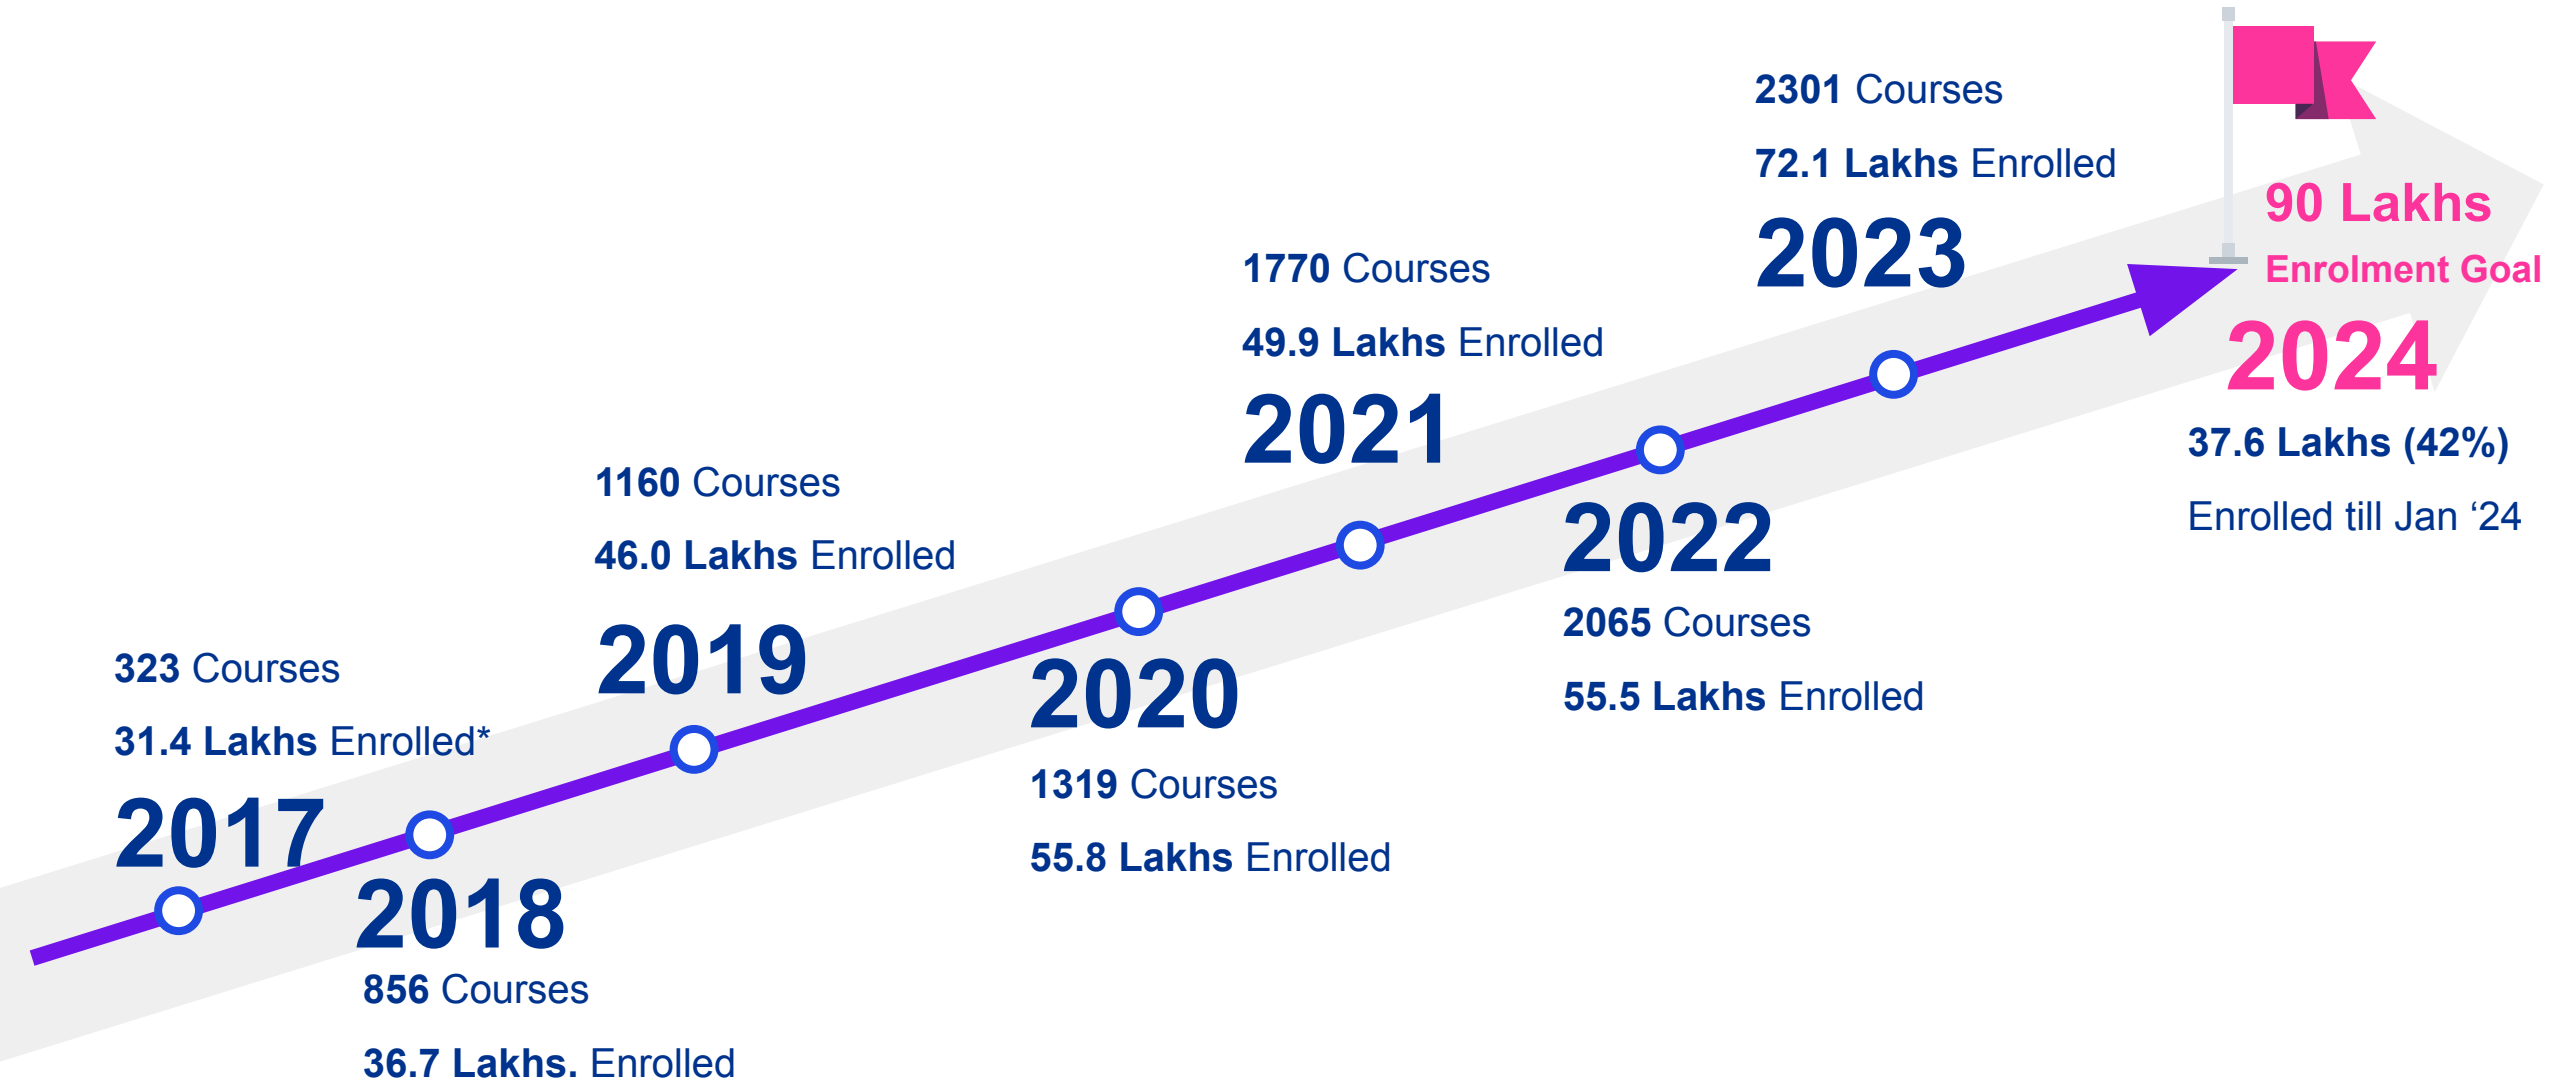 323 Courses
31.4 Lakhs Enrolled*
2017
2018
856 Courses
36.7 Lakhs. Enrolled
1160 Courses
46.0 Lakhs Enrolled
2019
2020
1319 Courses
55.8 Lakhs Enrolled
1770 Courses
49.9 Lakhs Enrolled
2021
2022
2065 Courses
55.5 Lakhs Enrolled
2301 Courses
72.1 Lakhs Enrolled
2023
90 Lakhs
Enrolment Goal
2024
37.6 Lakhs (42%)
Enrolled till Jan ‘24